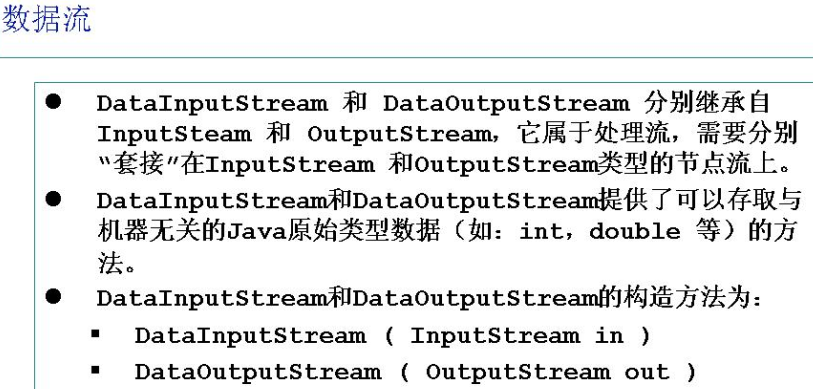 数据流
● DataInputStream 和 DataOutputStream 分别继承自
InputSteam 和 OutputStream，它属于处理流，需要分别
“套接”在InputStream 和OutputStream类型的节点流上。
● DataInputStream和DataOutputStream提供了可以存取与
机器无关的Java原始类型数据（如：int，double 等）的方
法。
● DataInputStream和DataOutputStream的构造方法为：
▪ DataInputStream ( InputStream in )
▪ DataOutputStream ( OutputStream out )